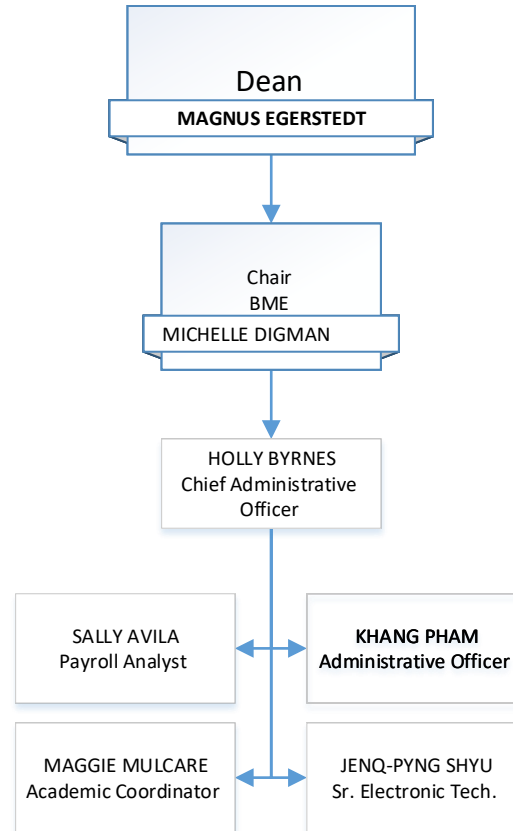 Dean
MAGNUS EGERSTEDT
Chair
BME
MICHELLE DIGMAN
HOLLY BYRNES
Chief Administrative
Officer
SALLY AVILA
Payroll Analyst
KHANG PHAM
Administrative Officer
MAGGIE MULCARE
Academic Coordinator
JENQ-PYNG SHYU
Sr. Electronic Tech.